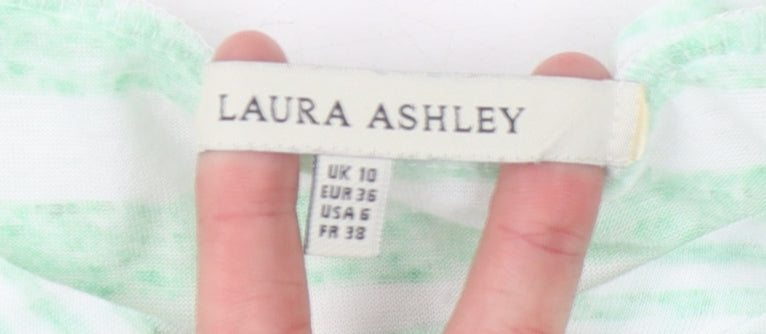 LAURA ASHLEY
UK 10
EUR 36
USA 6
FR 38